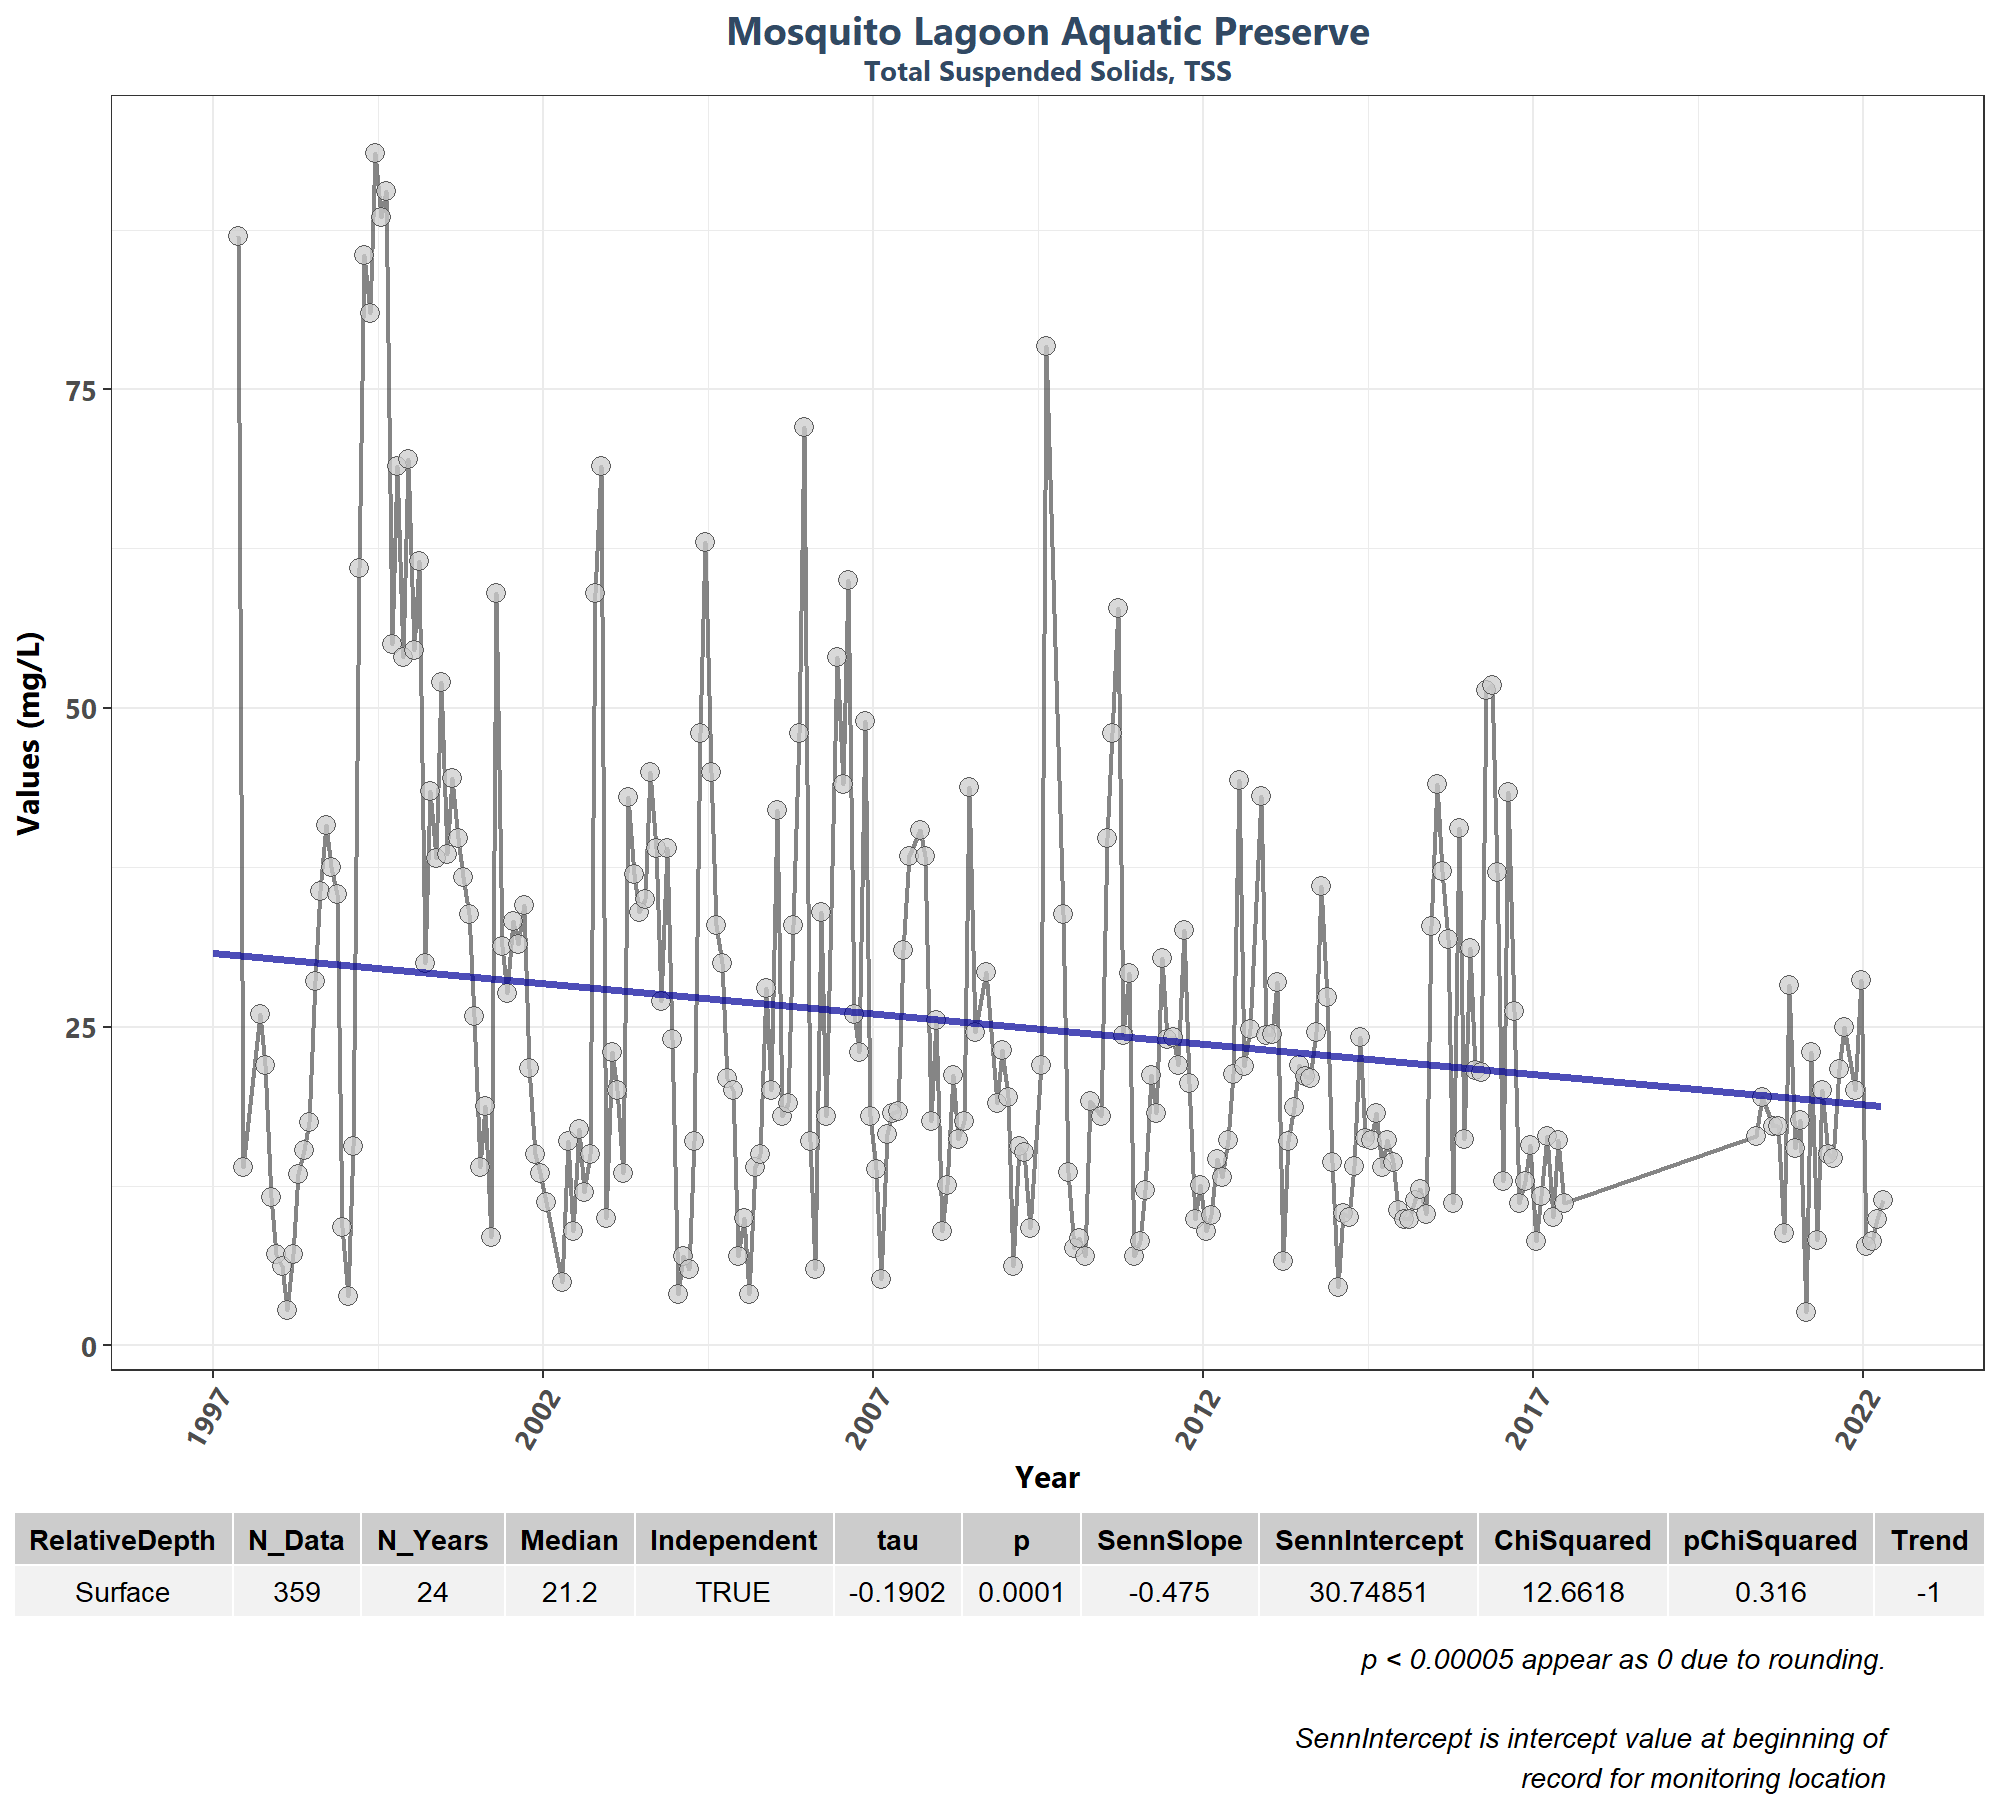 Mosquito Lagoon Aquatic Preserve
Total Suspended Solids, TSS
Values (mg/L)
75
50
25
0
1997 2002 2007 2012 2017 2022
Year
RelativeDepth N_Data N_Years Median Independent tau p SennSlope SennIntercept ChiSquared pChiSquared Trend
Surface 359 24 21.2 TRUE -0.1902 0.0001 -0.475 30.74851 12.6618 0.316 -1
p < 0.00005 appear as 0 due to rounding.
SennIntercept is intercept value at beginning of
record for monitoring location